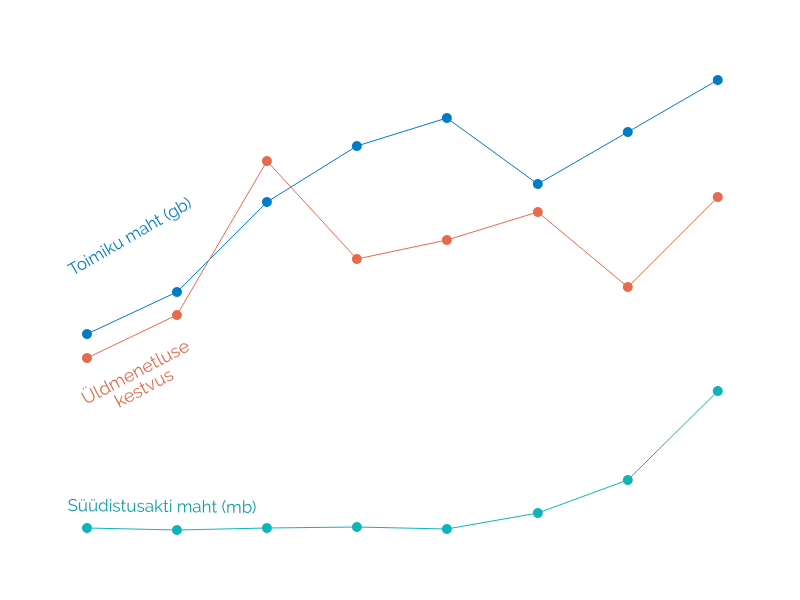 Toimiku maht (gb)
Üldmenetluse
kestvus
Süüdistusakti maht (mb)